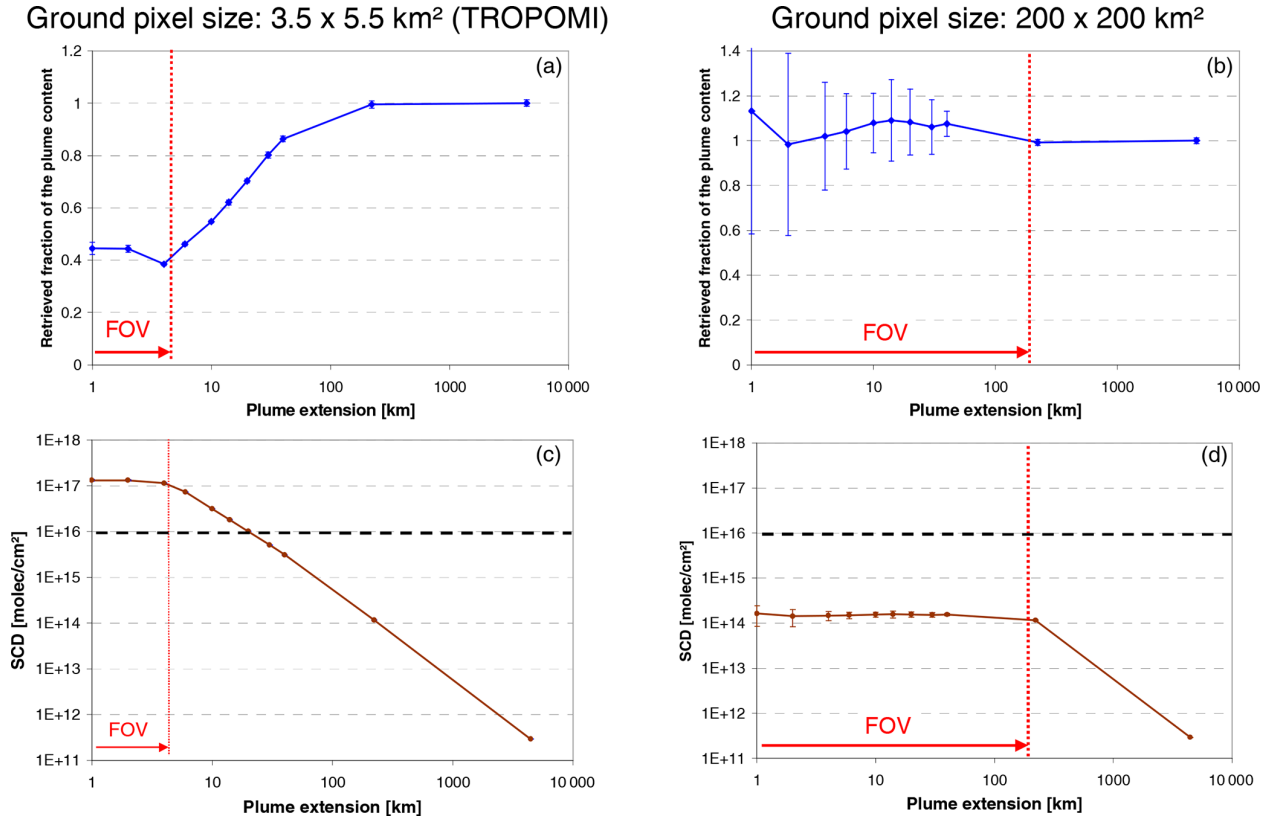 Ground pixel size: 3.5 x 5.5 km² (TROPOMI)
Ground pixel size: 200 x 200 km²
(a)
Retrieved fraction of the plume content
1.2
1
0.8
0.6
0.4
0.2
0
FOV
1
10
100
1000
10 000
Plume extension [km]
(b)
Retrieved fraction of the plume content
1.4
1.2
1
0.8
0.6
0.4
0.2
0
FOV
1
10
100
1000
10 000
Plume extension [km]
(c)
SCD [molec/cm²]
1E+18
1E+17
1E+16
1E+15
1E+14
1E+13
1E+12
1E+11
FOV
1
10
100
1000
10 000
Plume extension [km]
(d)
SCD [molec/cm²]
1E+18
1E+17
1E+16
1E+15
1E+14
1E+13
1E+12
1E+11
FOV
1
10
100
1000
10 000
Plume extension [km]